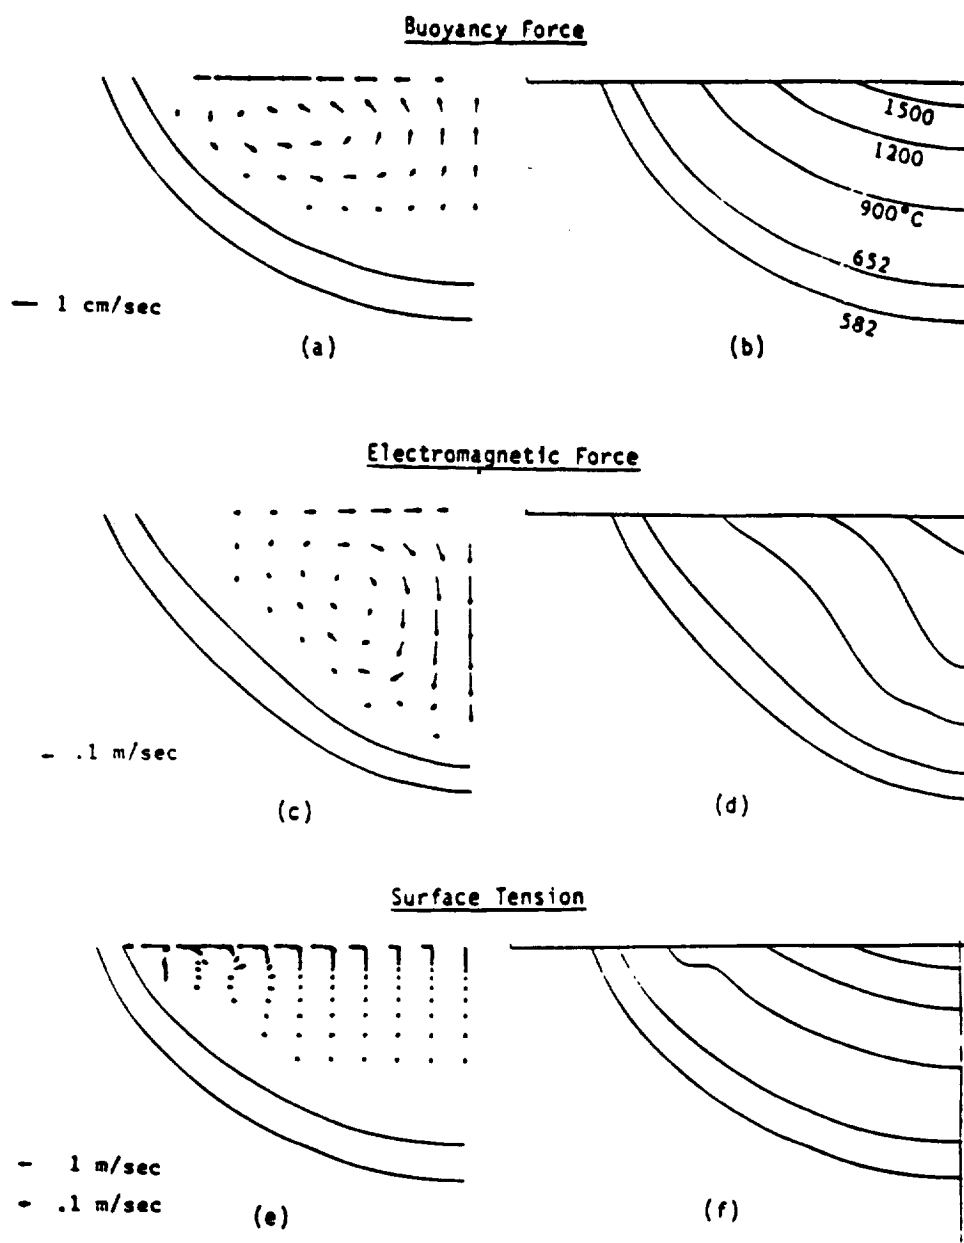 Buoyancy Force
1500
1200
900°C
652
582
1 cm/sec
(a)
(b)
Electromagnetic Force
.1 m/sec
(c)
(d)
Surface Tension
1 m/sec
.1 m/sec
(e)
(f)